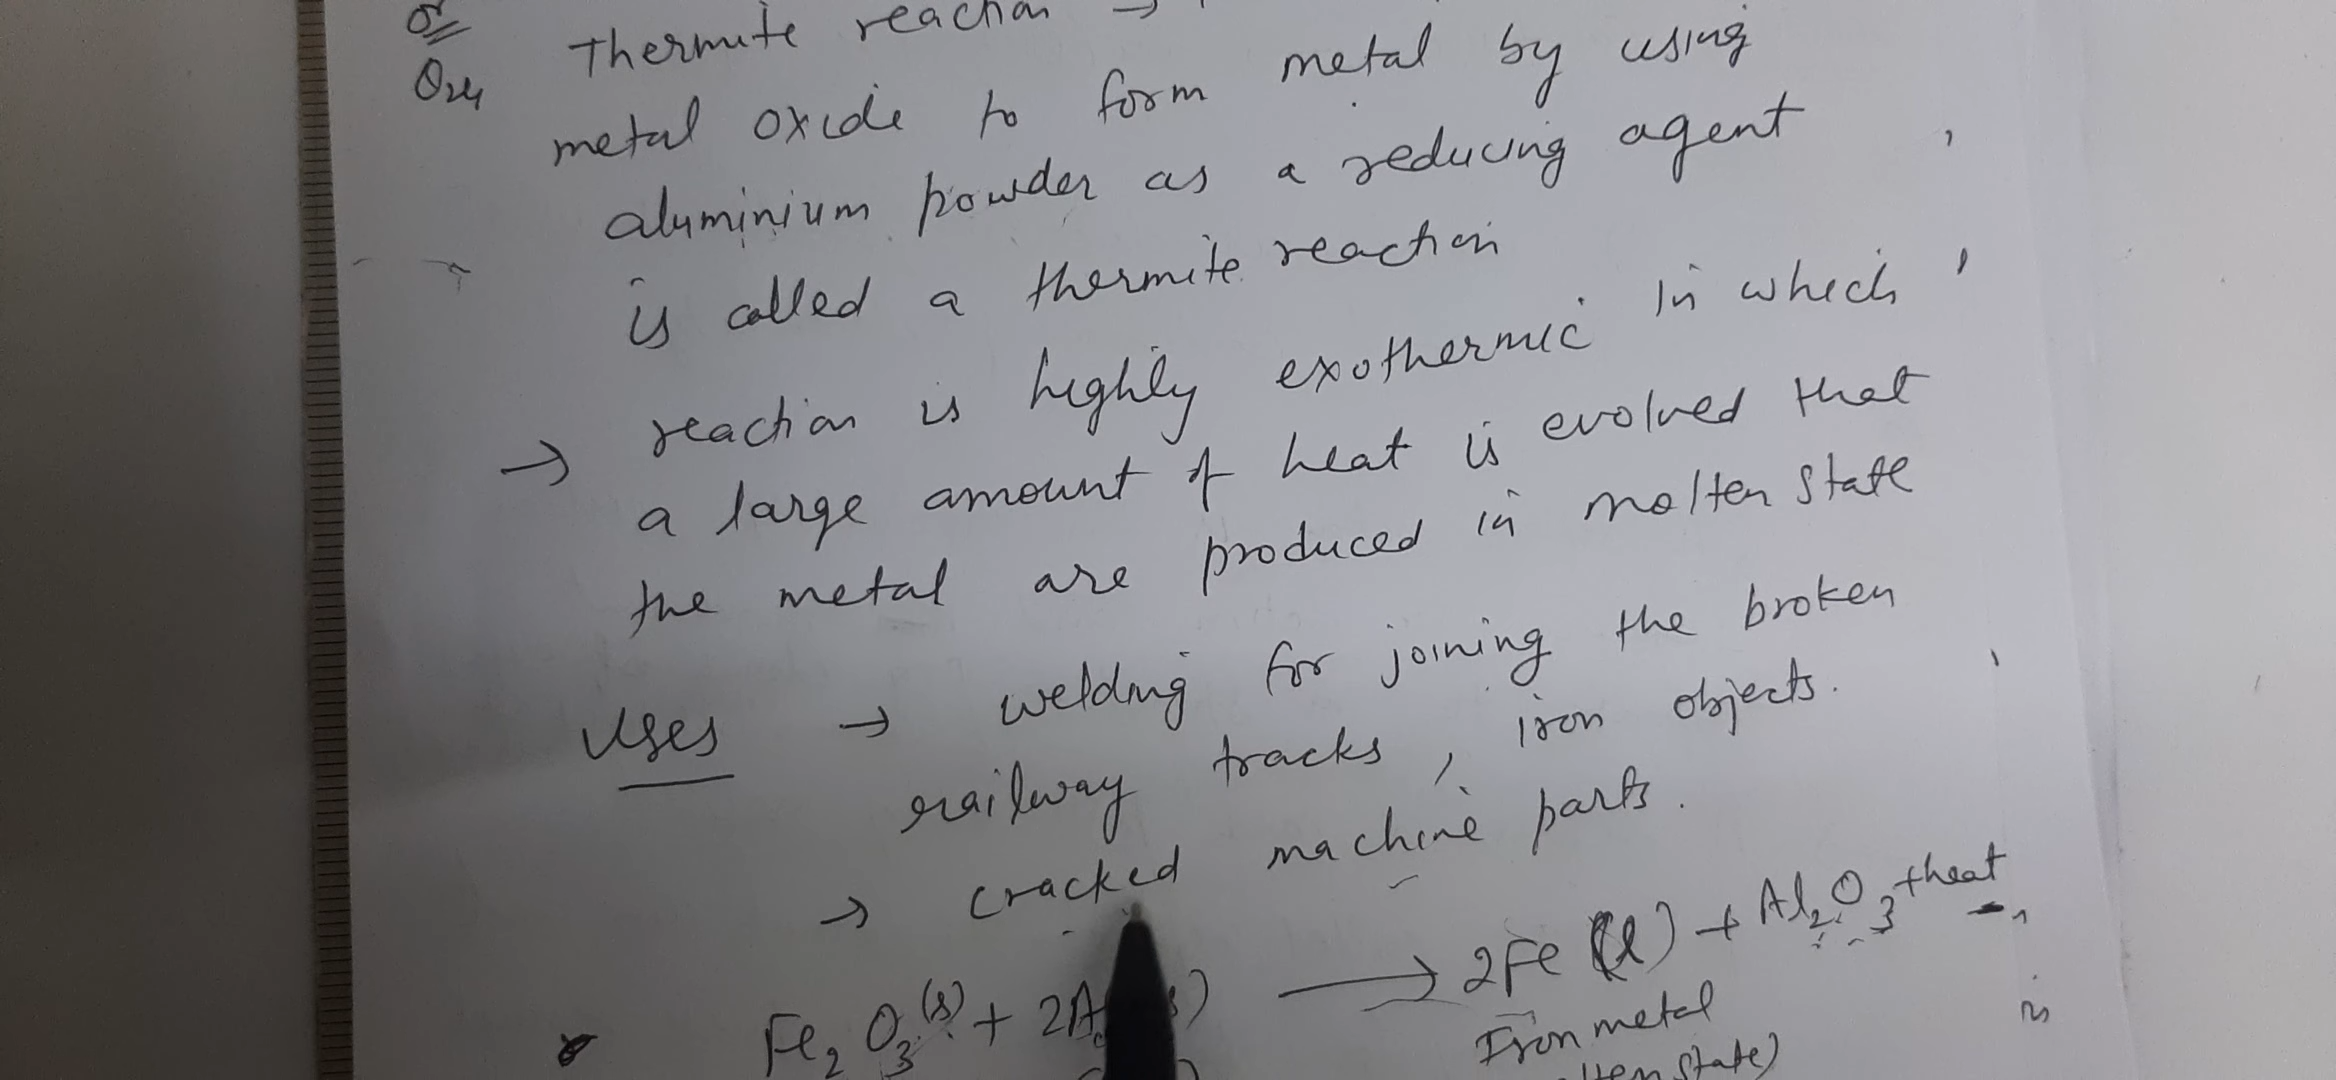 or
Thermite reaction →
Q24
metal oxide to form metal by using
aluminium powder as a reducing agent
is called a thermite reaction
→ reaction is highly exothermic in which
a large amount of heat is evolved that
the metal are produced in molten state
Uses → welding for joining the broken
railway tracks, iron objects.
→ cracked machine parts.
Fe2O3(s) + 2A → 2Fe(l) + Al2O3 + heat
Iron metal
state)